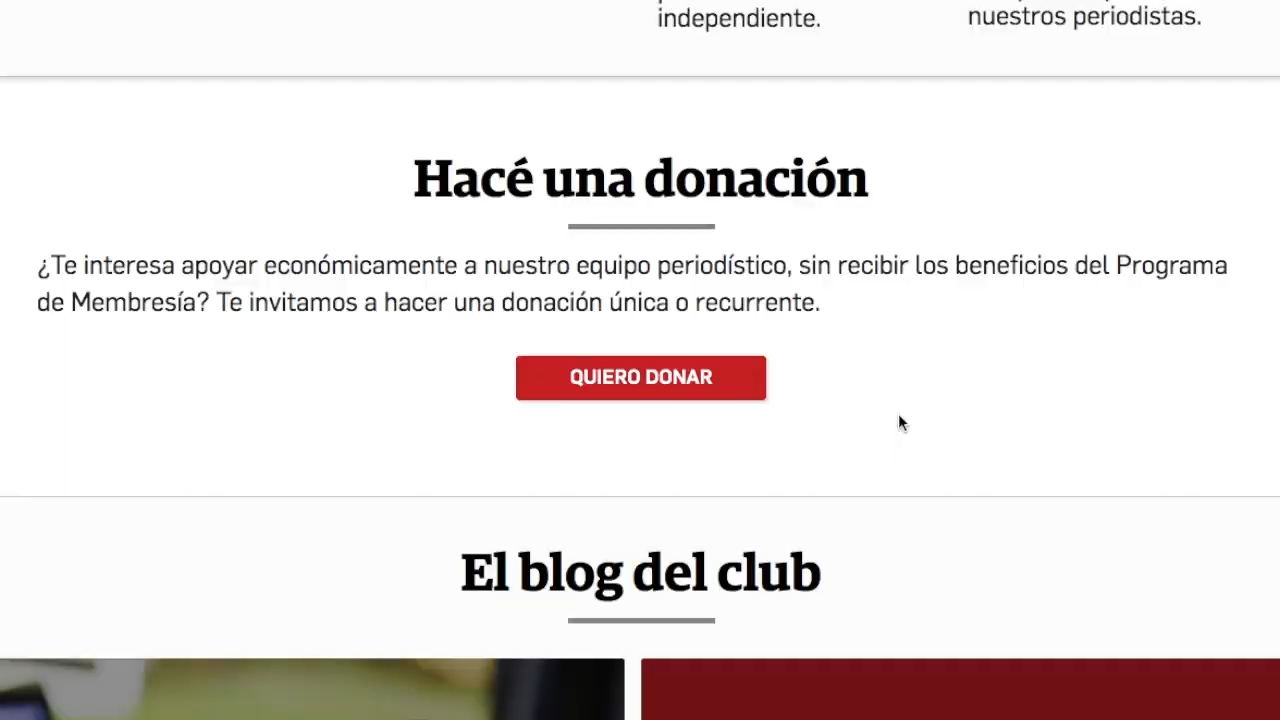 independiente.
nuestros periodistas.
Hacé una donación
¿Te interesa apoyar económicamente a nuestro equipo periodístico, sin recibir los beneficios del Programa
de Membresía? Te invitamos a hacer una donación única o recurrente.
QUIERO DONAR
El blog del club